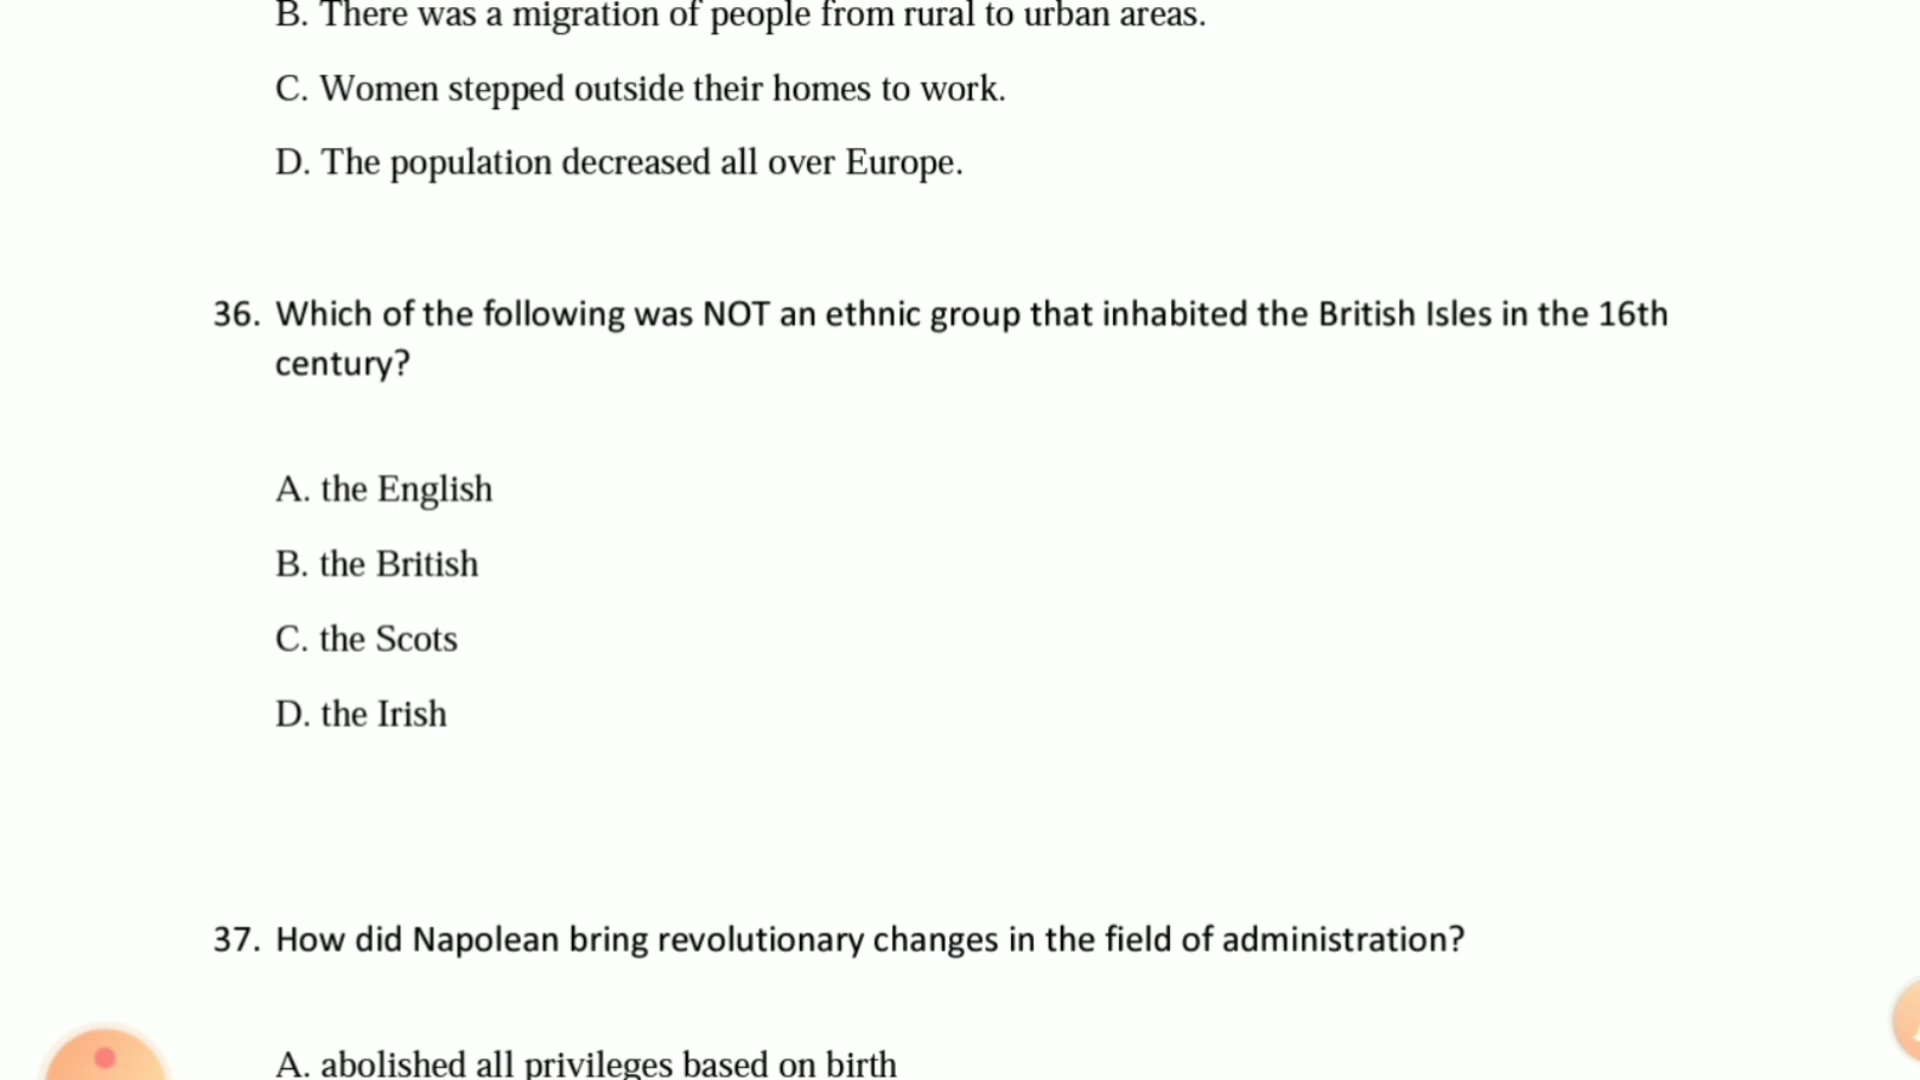 B. There was a migration of people from rural to urban areas.
C. Women stepped outside their homes to work.
D. The population decreased all over Europe.
36. Which of the following was NOT an ethnic group that inhabited the British Isles in the 16th
century?
A. the English
B. the British
C. the Scots
D. the Irish
37. How did Napolean bring revolutionary changes in the field of administration?
A. abolished all privileges based on birth